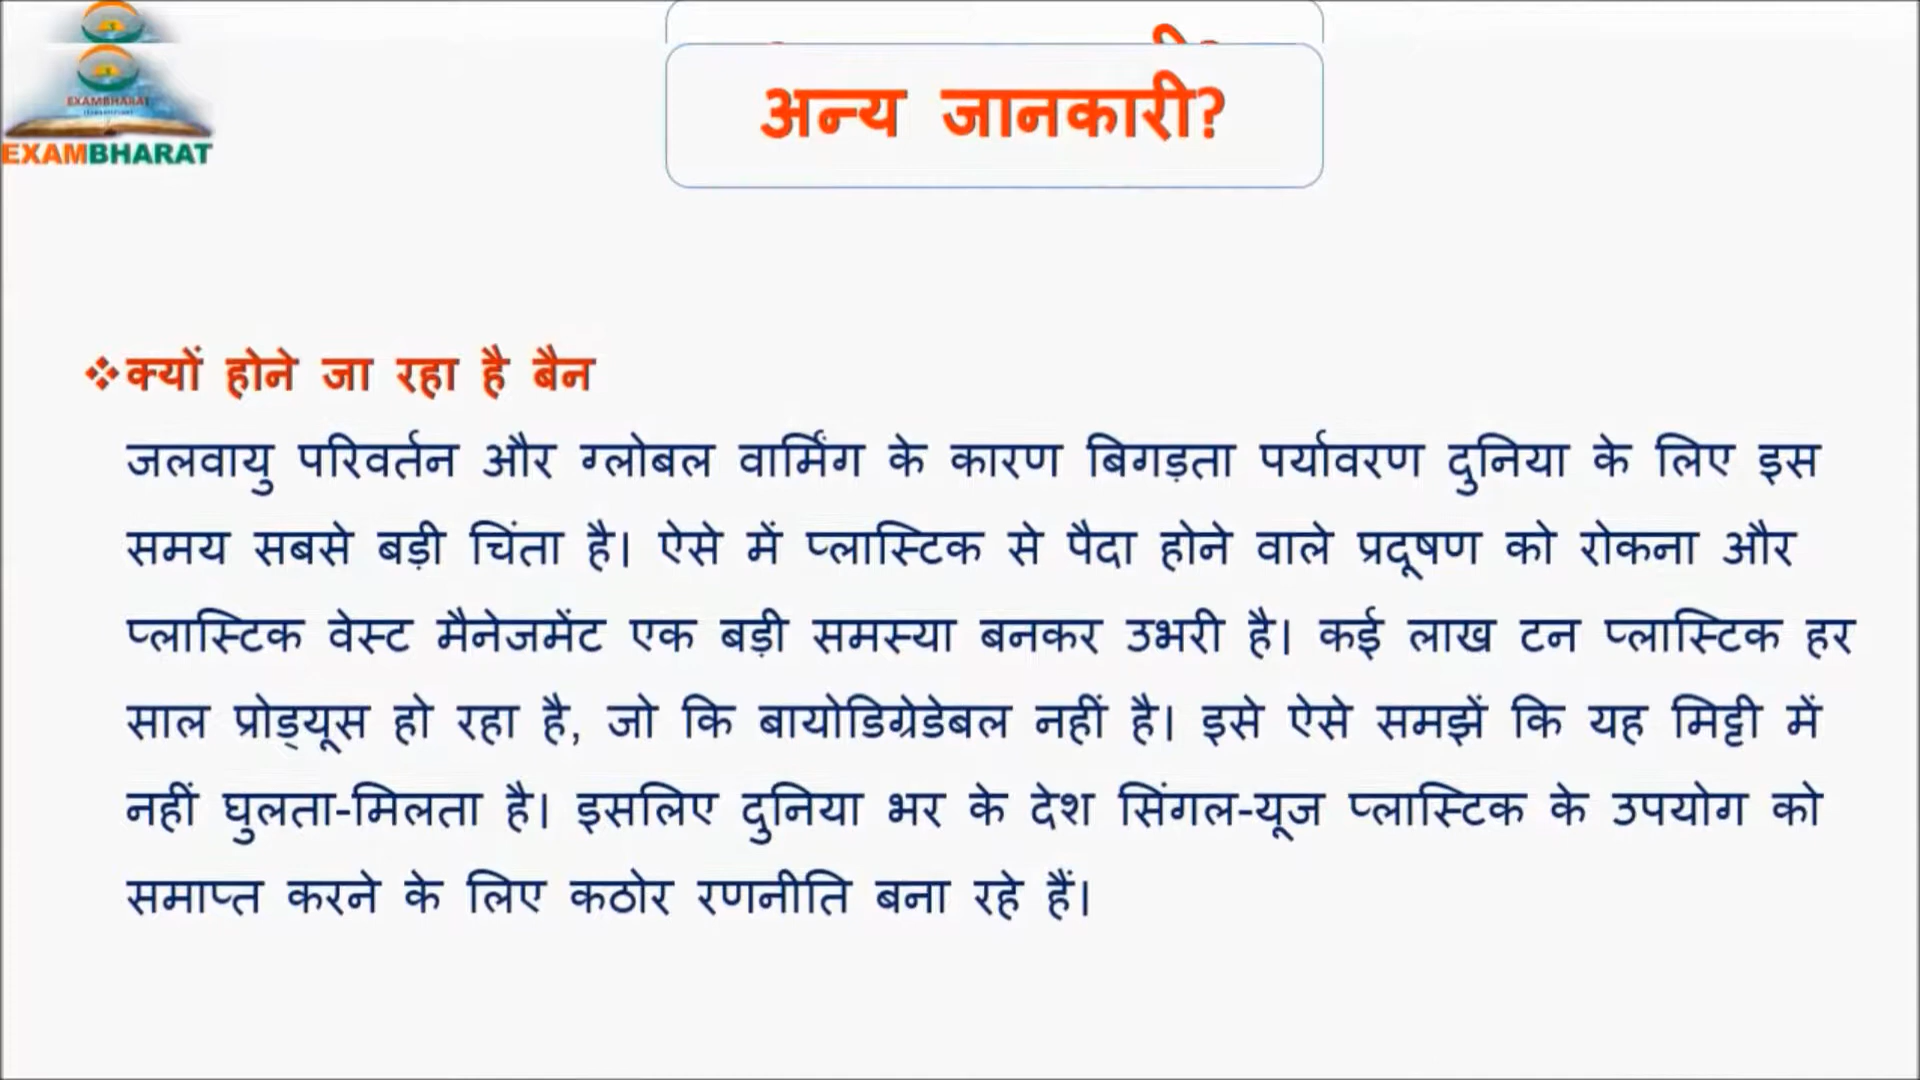 EXAMBHARAT
EXAMBHARAT
अन्य जानकारी?
❖क्यों होने जा रहा है बैन
जलवायु परिवर्तन और ग्लोबल वार्मिंग के कारण बिगड़ता पर्यावरण दुनिया के लिए इस
समय सबसे बड़ी चिंता है। ऐसे में प्लास्टिक से पैदा होने वाले प्रदूषण को रोकना और
प्लास्टिक वेस्ट मैनेजमेंट एक बड़ी समस्या बनकर उभरी है। कई लाख टन प्लास्टिक हर
साल प्रोड्यूस हो रहा है, जो कि बायोडिग्रेडेबल नहीं है। इसे ऐसे समझें कि यह मिट्टी में
नहीं घुलता-मिलता है। इसलिए दुनिया भर के देश सिंगल-यूज प्लास्टिक के उपयोग को
समाप्त करने के लिए कठोर रणनीति बना रहे हैं।